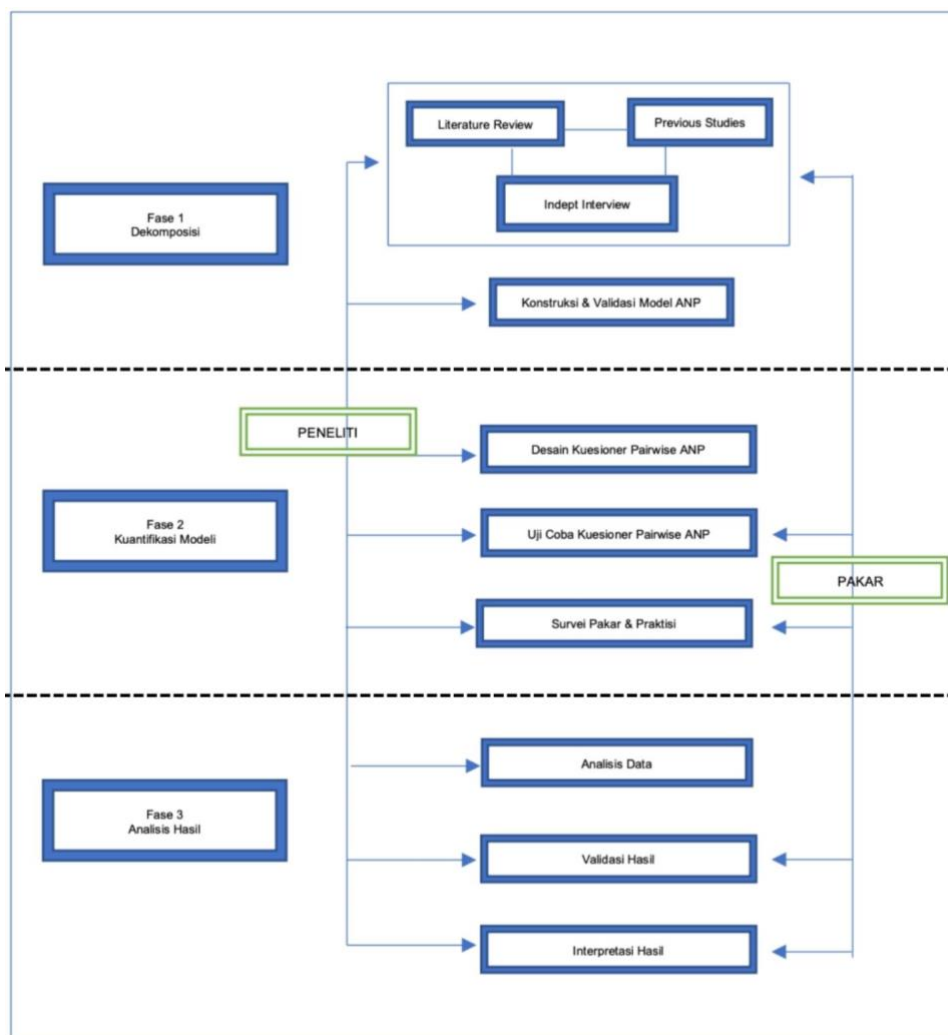 Literature Review
Previous Studies
Indept Interview
Fase 1
Dekomposisi
Konstruksi & Validasi Model ANP
PENELITI
Desain Kuesioner Pairwise ANP
Fase 2
Kuantifikasi Modeli
Uji Coba Kuesioner Pairwise ANP
PAKAR
Survei Pakar & Praktisi
Analisis Data
Fase 3
Analisis Hasil
Validasi Hasil
Interpretasi Hasil